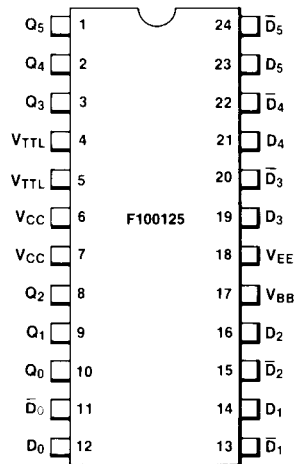 Q5 1 24 D̅5
Q4 2 23 D5
Q3 3 22 D̅4
VTTL 4 21 D4
VTTL 5 20 D̅3
VCC 6 F100125 19 D3
VCC 7 18 VEE
Q2 8 17 VBB
Q1 9 16 D2
Q0 10 15 D̅2
D̅0 11 14 D1
D0 12 13 D̅1